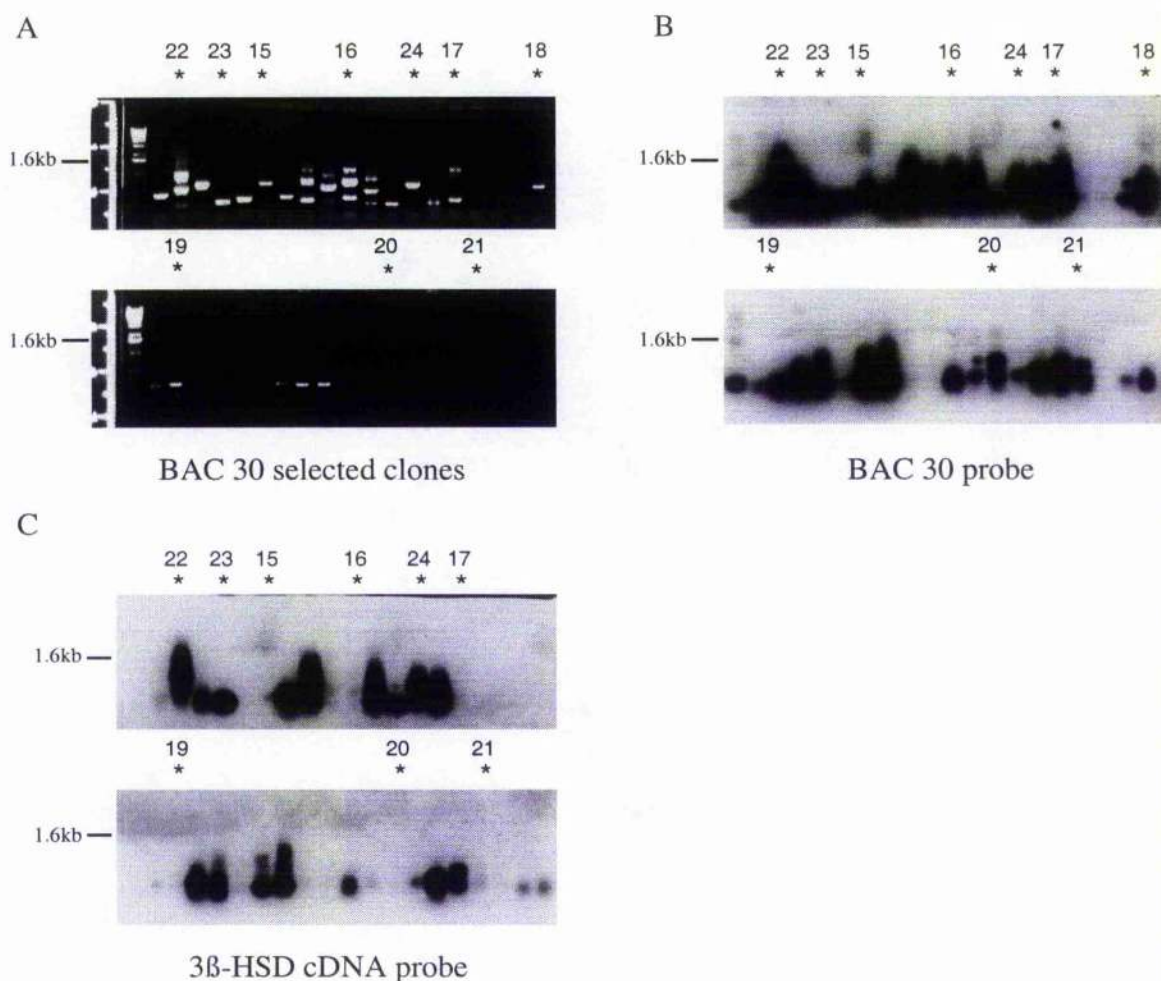 A
22 23 15 16 24 17 18
* * * * * * *
1.6kb
19 20 21
* * *
1.6kb
BAC 30 selected clones
B
22 23 15 16 24 17 18
* * * * * * *
1.6kb
19 20 21
* * *
1.6kb
BAC 30 probe
C
22 23 15 16 24 17
* * * * * *
1.6kb
19 20 21
* * *
1.6kb
3ß-HSD cDNA probe